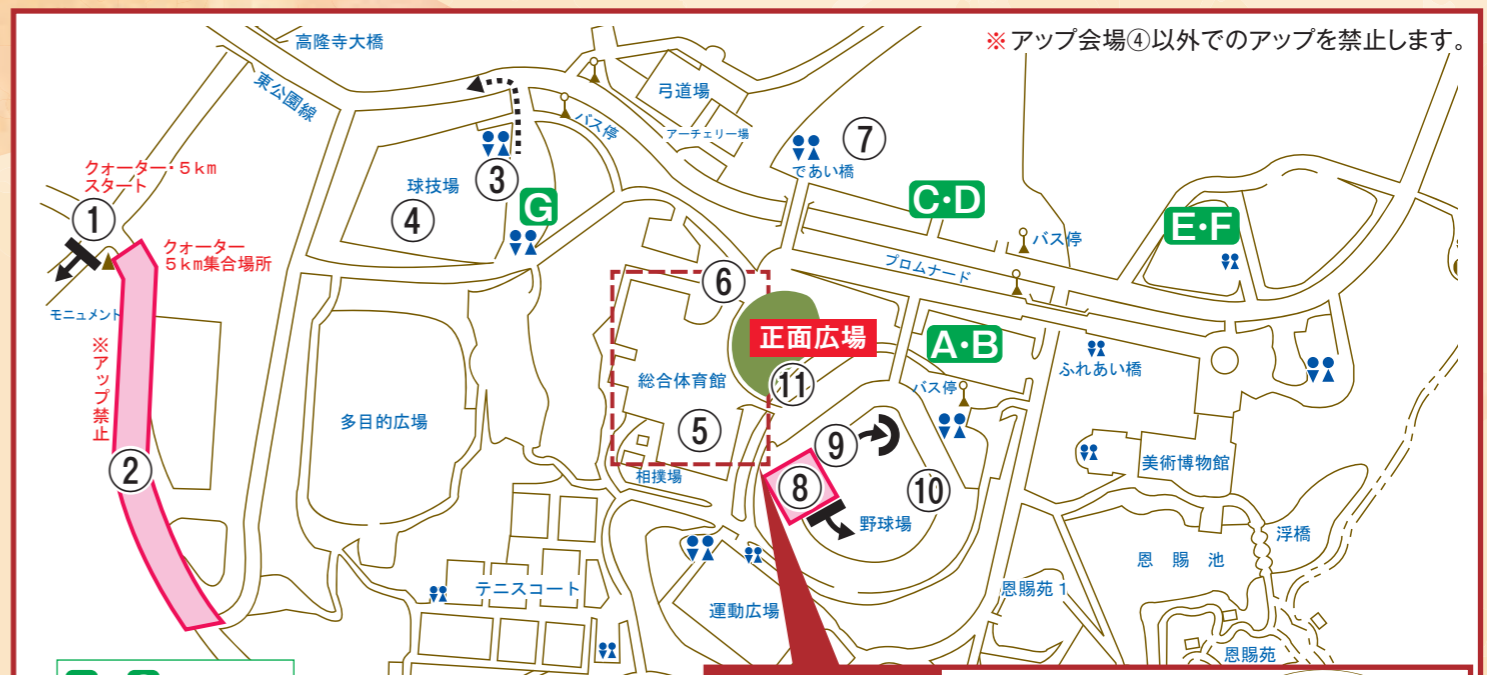 ※アップ会場④以外でのアップを禁止します。
高隆寺大橋
東公園線
弓道場
アーチェリー場
バス停
⑦
であい橋
クォーター・5km
スタート
①
球技場
③
④
G
C・D
E・F
バス停
クォーター
5km集合場所
プロムナード
モニュメント
⑥
正面広場
A・B
※アップ禁止
総合体育館
⑪
バス停
ふれあい橋
多目的広場
⑤
⑨
②
相撲場
⑧
⑩
美術博物館
野球場
浮橋
恩賜池
テニスコート
運動広場
恩賜苑1
恩賜苑